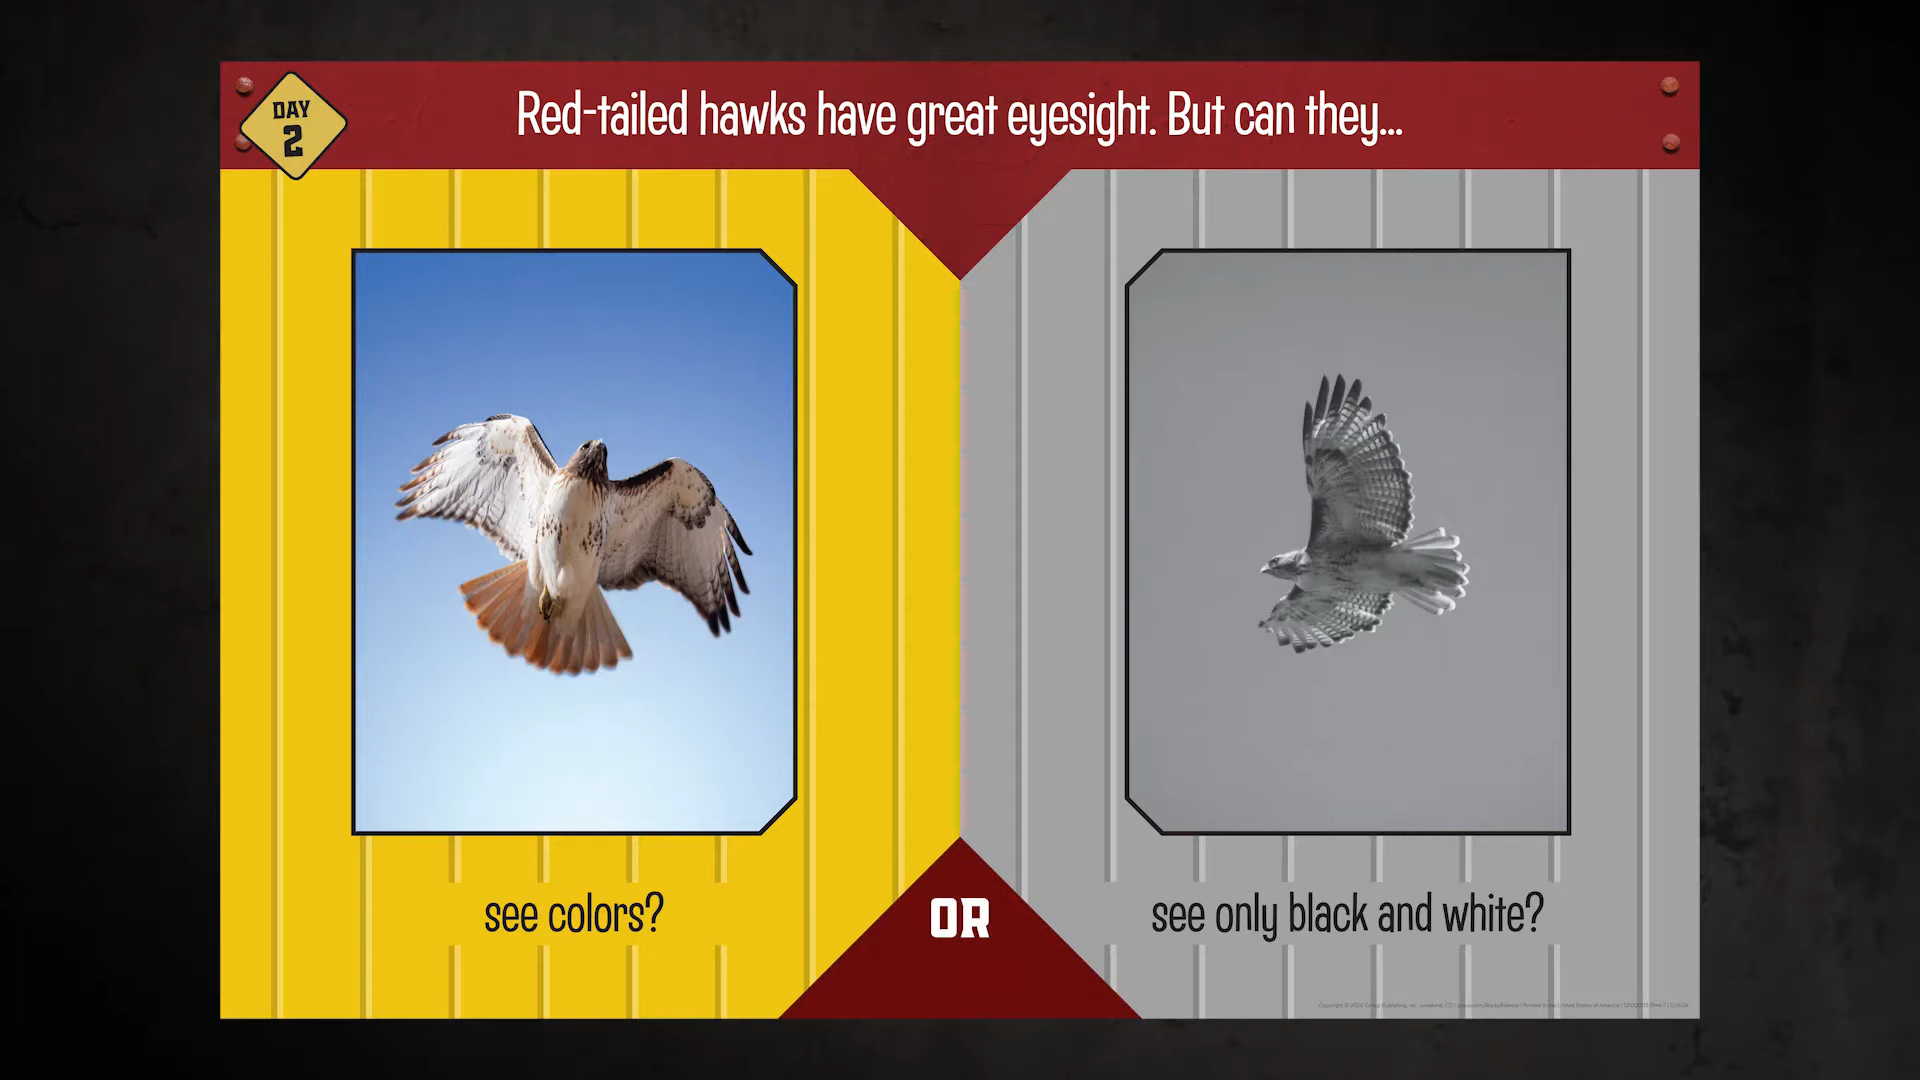 DAY
2
Red-tailed hawks have great eyesight. But can they...
see colors?
OR
see only black and white?